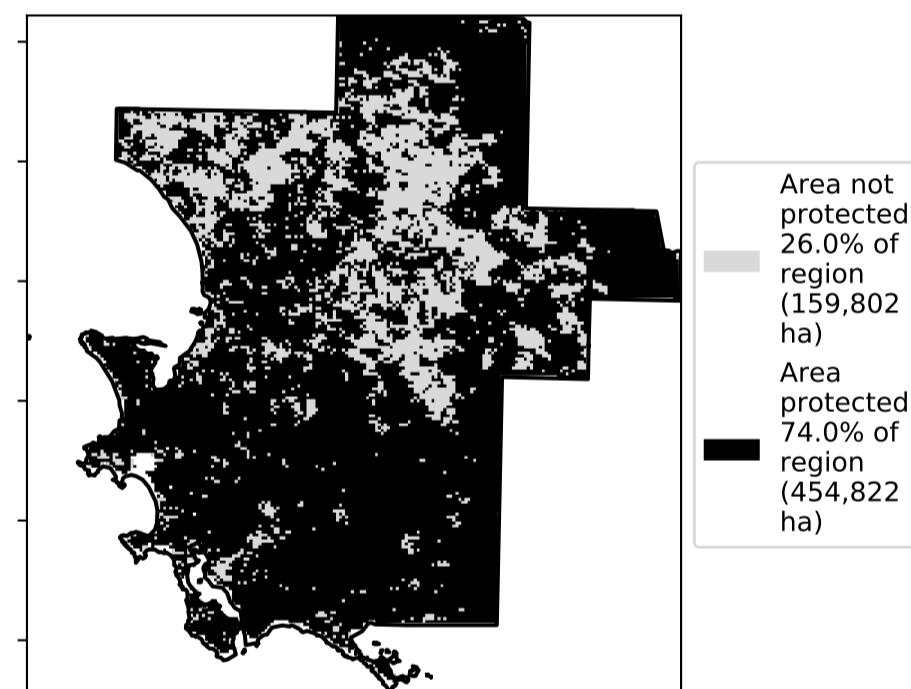 Area not
protected
26.0% of
region
(159,802
ha)
Area
protected
74.0% of
region
(454,822
ha)